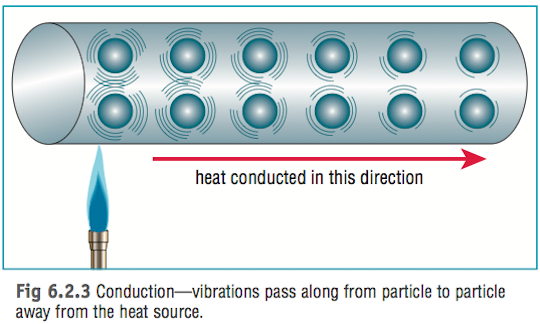 heat conducted in this direction
Fig 6.2.3 Conduction—vibrations pass along from particle to particle
away from the heat source.